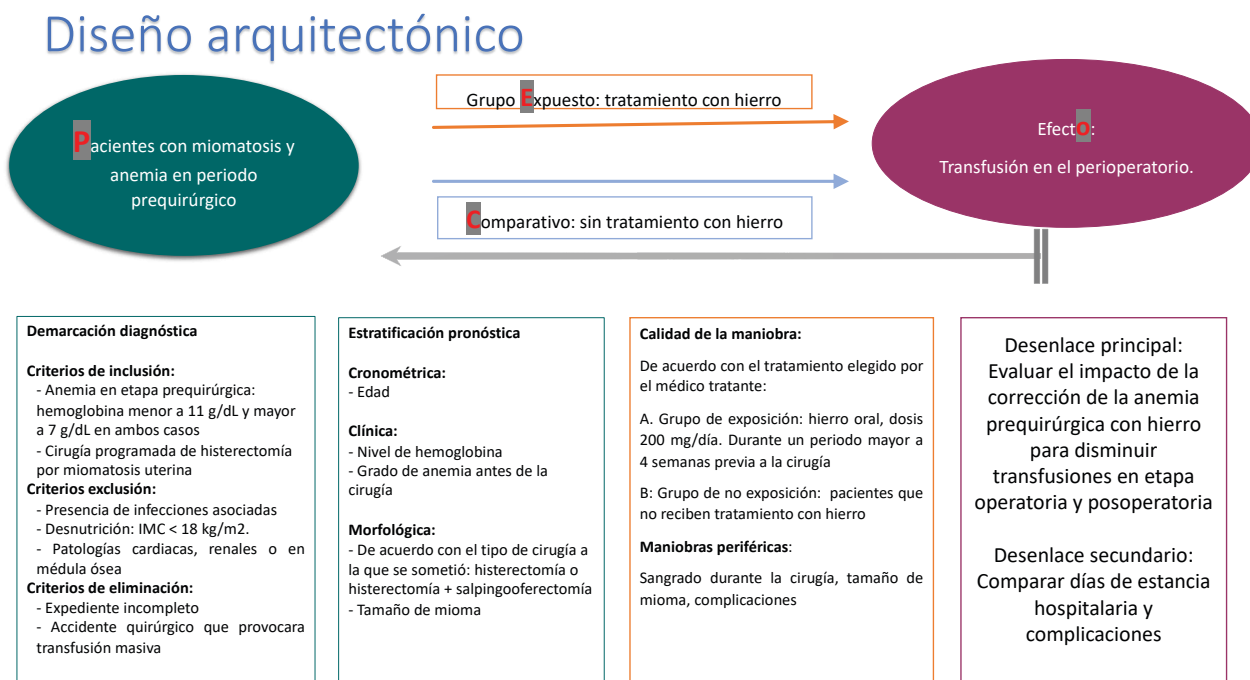 Diseño arquitectónico
Pacientes con miomatosis y
anemia en periodo
prequirúrgico
Grupo Expuesto: tratamiento con hierro
Comparativo: sin tratamiento con hierro
EfectO:
Transfusión en el perioperatorio.
Demarcación diagnóstica
Criterios de inclusión:
- Anemia en etapa prequirúrgica:
hemoglobina menor a 11 g/dL y mayor
a 7 g/dL en ambos casos
- Cirugía programada de histerectomía
por miomatosis uterina
Criterios exclusión:
- Presencia de infecciones asociadas
- Desnutrición: IMC < 18 kg/m2.
- Patologías cardiacas, renales o en
médula ósea
Criterios de eliminación:
- Expediente incompleto
- Accidente quirúrgico que provocara
transfusión masiva
Estratificación pronóstica
Cronométrica:
- Edad
Clínica:
- Nivel de hemoglobina
- Grado de anemia antes de la
cirugía
Morfológica:
- De acuerdo con el tipo de cirugía a
la que se sometió: histerectomía o
histerectomía + salpingooferectomía
- Tamaño de mioma
Calidad de la maniobra:
De acuerdo con el tratamiento elegido por
el médico tratante:
A. Grupo de exposición: hierro oral, dosis
200 mg/día. Durante un periodo mayor a
4 semanas previa a la cirugía
B: Grupo de no exposición: pacientes que
no reciben tratamiento con hierro
Maniobras periféricas:
Sangrado durante la cirugía, tamaño de
mioma, complicaciones
Desenlace principal:
Evaluar el impacto de la
corrección de la anemia
prequirúrgica con hierro
para disminuir
transfusiones en etapa
operatoria y posoperatoria
Desenlace secundario:
Comparar días de estancia
hospitalaria y
complicaciones